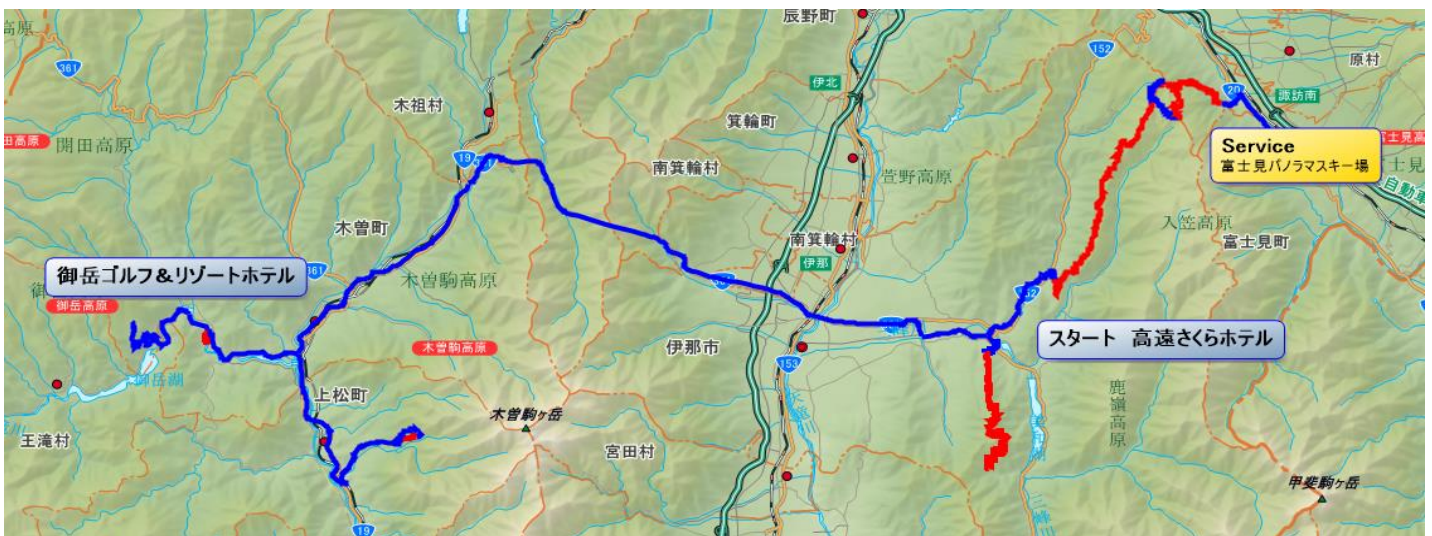 辰野町
152
361
原村
高原
伊北
20
諏訪南
木祖村
箕輪町
開田高原
19
Service
富士見パノラマスキー場
南箕輪村
萱野高原
自動車
木曽町
入笠高原
富士見町
南箕輪村
伊那
361
御岳ゴルフ&リゾートホテル
木曽駒高原
御岳高原
スタート 高遠さくらホテル
木曽駒高原
伊那市
153
御岳湖
上松町
鹿嶺高原
天竜川
木曽駒ヶ岳
王滝村
宮田村
甲斐駒ヶ岳
三峰川
19